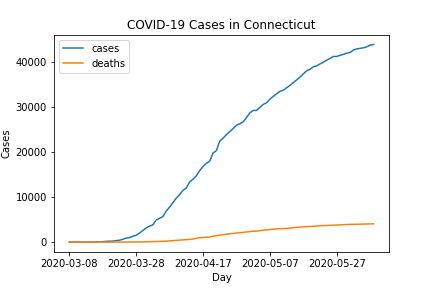 COVID-19 Cases in Connecticut
cases
deaths
Cases
40000
30000
20000
10000
0
2020-03-08 2020-03-28 2020-04-17 2020-05-07 2020-05-27
Day